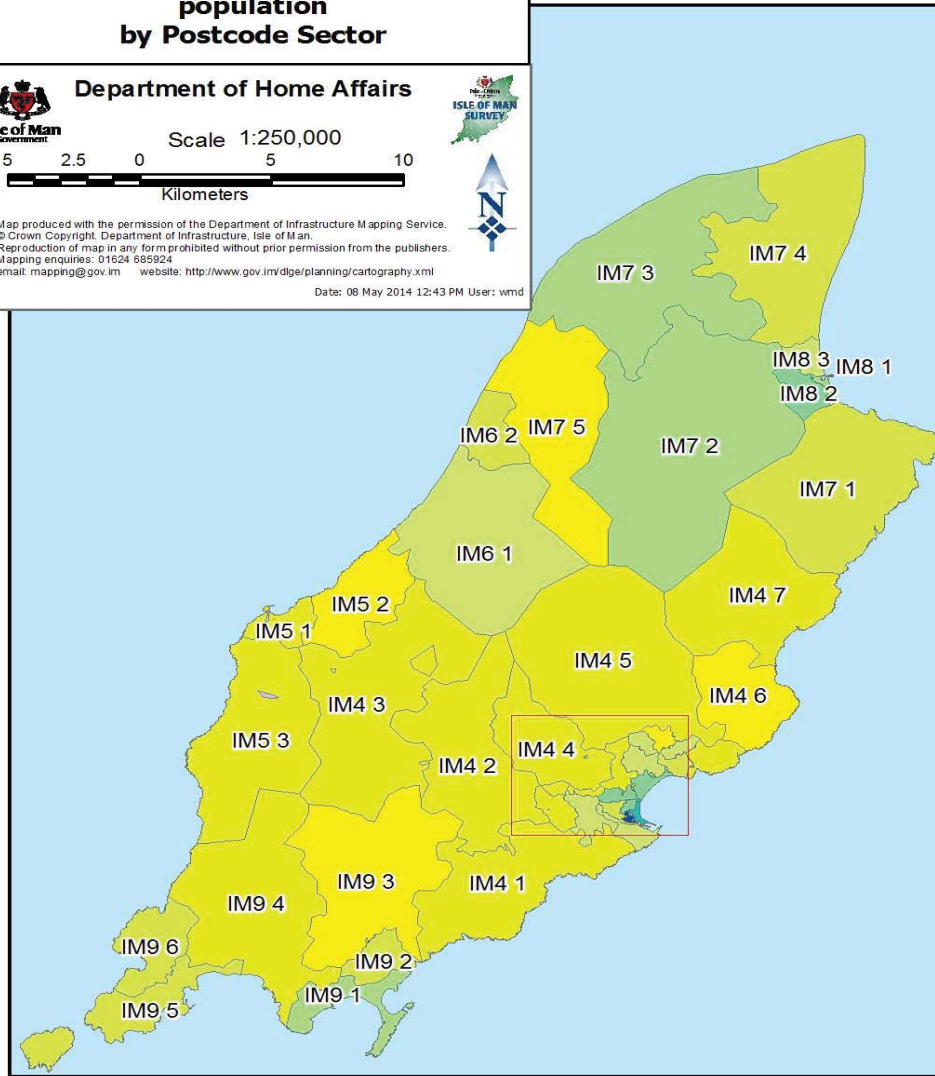 population
by Postcode Sector
Department of Home Affairs
Isle of Man
ISLE OF MAN
SURVEY
le of Man
Government
Scale 1:250,000
5 2.5 0 5 10
Kilometers
N
Map produced with the permission of the Department of Infrastructure Mapping Service.
© Crown Copyright. Department of Infrastructure, Isle of Man.
Reproduction of map in any form prohibited without prior permission from the publishers.
Mapping enquiries: 01624 685924
email: mapping@gov.im website: http://www.gov.im/dlge/planning/cartography.xml
Date: 08 May 2014 12:43 PM User: wmd
IM7 4
IM7 3
IM8 3
IM8 1
IM8 2
IM7 5
IM6 2
IM7 2
IM7 1
IM6 1
IM4 7
IM5 2
IM5 1
IM4 5
IM4 6
IM4 3
IM5 3
IM4 4
IM4 2
IM9 3
IM4 1
IM9 4
IM9 6
IM9 2
IM9 1
IM9 5